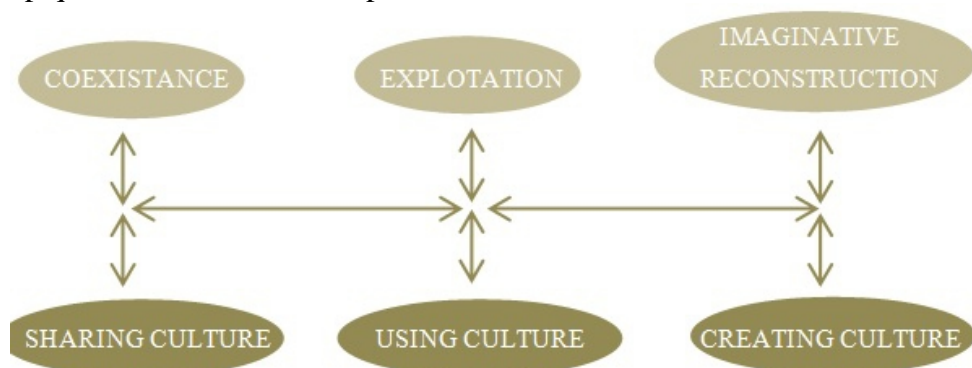 COEXISTANCE
EXPLOTATION
IMAGINATIVE
RECONSTRUCTION
SHARING CULTURE
USING CULTURE
CREATING CULTURE